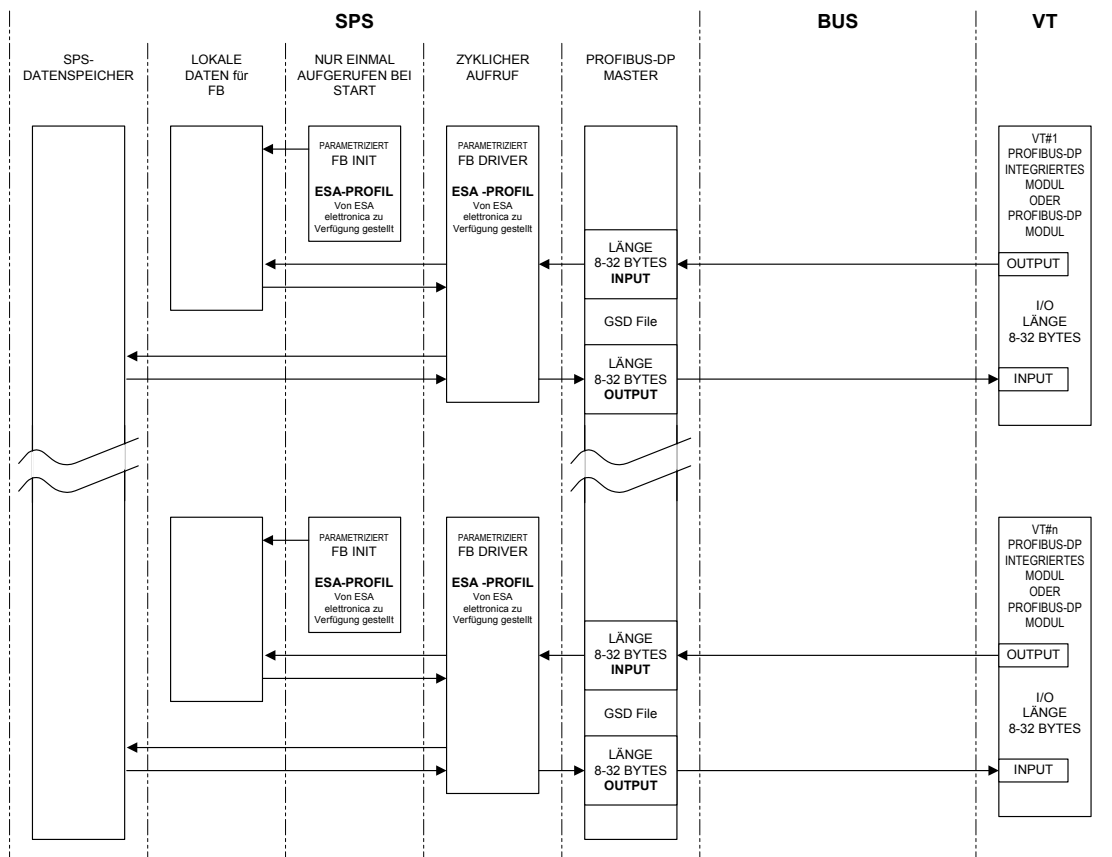 SPS
BUS
VT
SPS-
DATENSPEICHER
LOKALE
DATEN für
FB
NUR EINMAL
AUFGERUFEN BEI
START
ZYKLICHER
AUFRUF
PROFIBUS-DP
MASTER
PARAMETRIZIERT
FB INIT
ESA-PROFIL
Von ESA
elettronica zu
Verfügung gestellt
PARAMETRIZIERT
FB DRIVER
ESA -PROFIL
Von ESA
elettronica zu
Verfügung gestellt
LÄNGE
8-32 BYTES
INPUT
GSD File
LÄNGE
8-32 BYTES
OUTPUT
VT#1
PROFIBUS-DP
INTEGRIERTES
MODUL
ODER
PROFIBUS-DP
MODUL
OUTPUT
I/O
LÄNGE
8-32 BYTES
INPUT
PARAMETRIZIERT
FB INIT
ESA-PROFIL
Von ESA
elettronica zu
Verfügung gestellt
PARAMETRIZIERT
FB DRIVER
ESA -PROFIL
Von ESA
elettronica zu
Verfügung gestellt
LÄNGE
8-32 BYTES
INPUT
GSD File
LÄNGE
8-32 BYTES
OUTPUT
VT#n
PROFIBUS-DP
INTEGRIERTES
MODUL
ODER
PROFIBUS-DP
MODUL
OUTPUT
I/O
LÄNGE
8-32 BYTES
INPUT